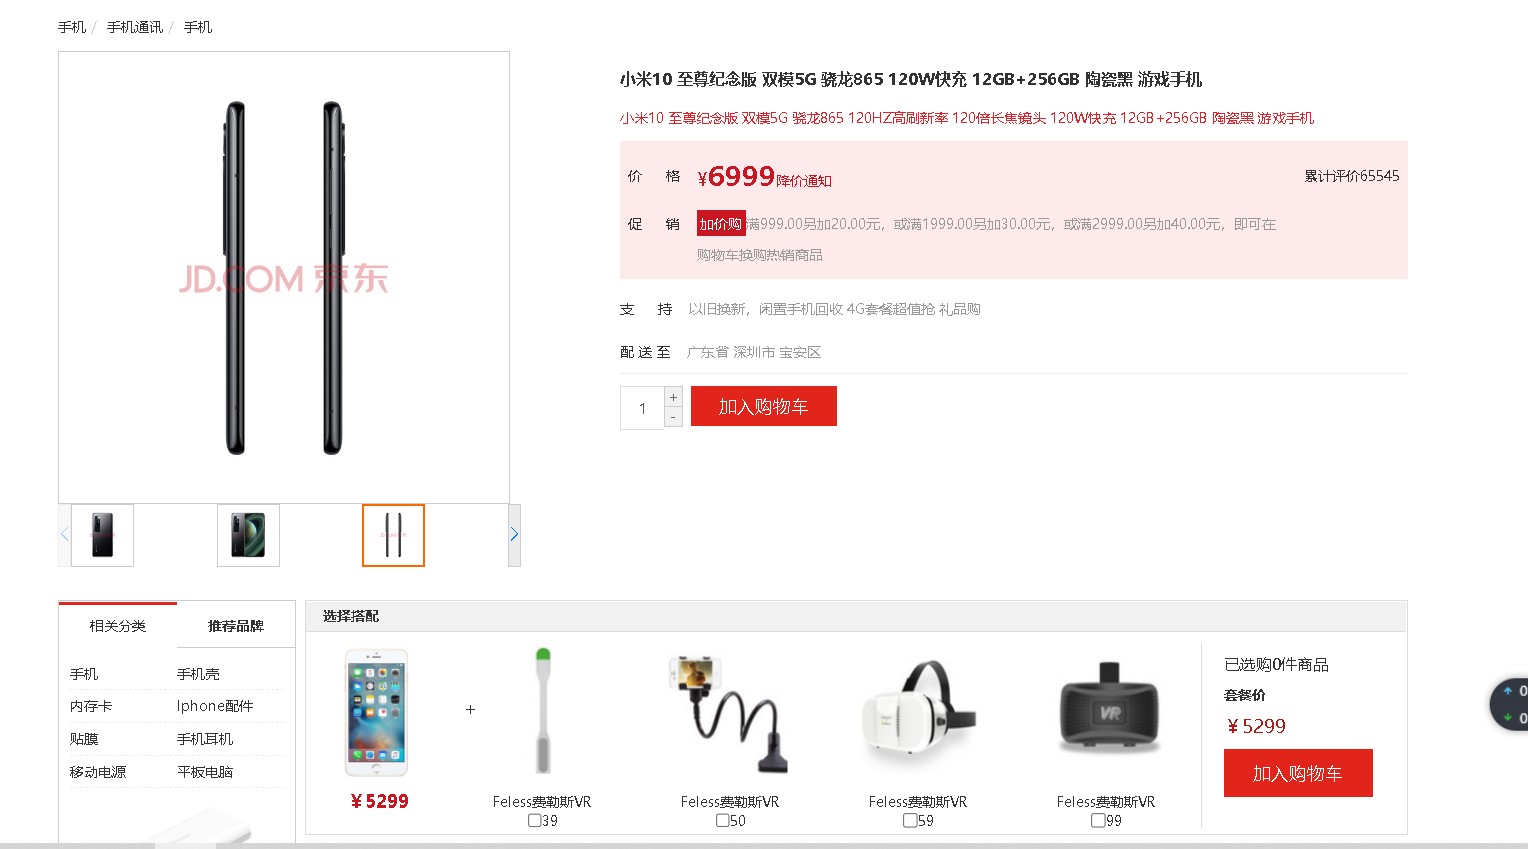 手机 / 手机通讯 / 手机
JD.COM 京东
小米10 至尊纪念版 双模5G 骁龙865 120W快充 12GB+256GB 陶瓷黑 游戏手机
小米10 至尊纪念版 双模5G 骁龙865 120HZ高刷新率 120倍长焦镜头 120W快充 12GB+256GB 陶瓷黑 游戏手机
价 格 ¥6999 降价通知 累计评价65545
促 销 加价购 满999.00另加20.00元，或满1999.00另加30.00元，或满2999.00另加40.00元，即可在
购物车换购热销商品
支 持 以旧换新，闲置手机回收 4G套餐超值抢 礼品购
配 送 至 广东省 深圳市 宝安区
1 + -
加入购物车
相关分类 推荐品牌
手机 手机壳
内存卡 Iphone配件
贴膜 手机耳机
移动电源 平板电脑
选择搭配
+
￥5299
Feless费勒斯VR
39
Feless费勒斯VR
50
Feless费勒斯VR
59
VR
Feless费勒斯VR
99
已选购0件商品
套餐价
￥5299
加入购物车
0
0